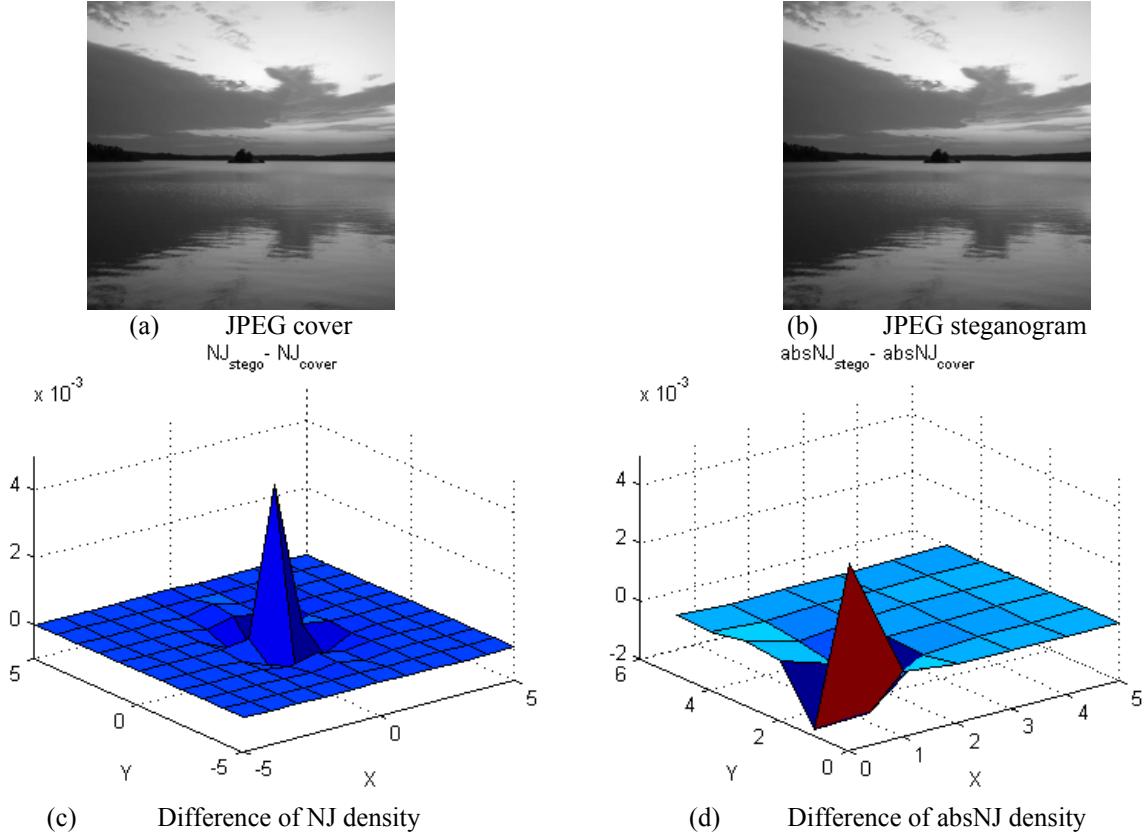 (a) JPEG cover
(b) JPEG steganogram
NJstego - NJcover
x 10-3
4
2
0
5
0
-5
Y
-5
0
5
X
(c) Difference of NJ density
absNJstego - absNJcover
x 10-3
4
2
0
-2
6
4
2
0
Y
0
1
2
3
4
5
X
(d) Difference of absNJ density